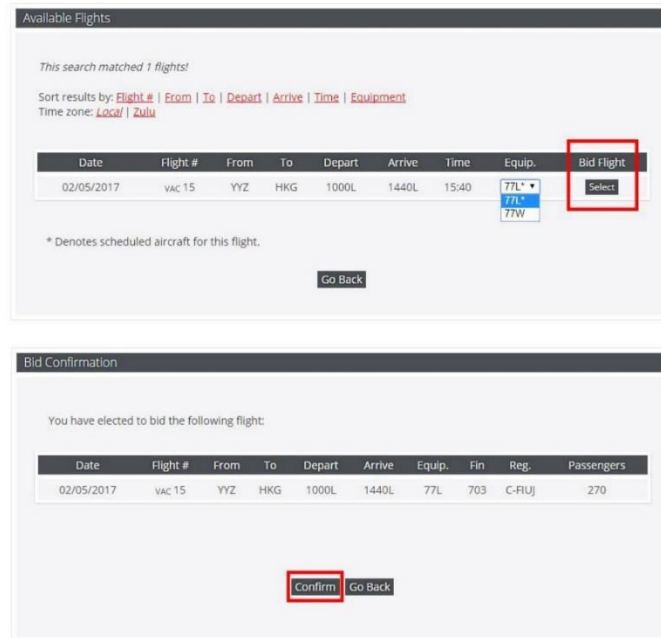 Available Flights
This search matched 1 flights!
Sort results by: Flight # | From | To | Depart | Arrive | Time | Equipment
Time zone: Local | Zulu
Date Flight # From To Depart Arrive Time Equip. Bid Flight
02/05/2017 VAC 15 YYZ HKG 1000L 1440L 15:40 77L* Select
77L*
77W
* Denotes scheduled aircraft for this flight.
Go Back
Bid Confirmation
You have elected to bid the following flight:
Date Flight # From To Depart Arrive Equip. Fin Reg. Passengers
02/05/2017 VAC 15 YYZ HKG 1000L 1440L 77L 703 C-FIUJ 270
Confirm Go Back